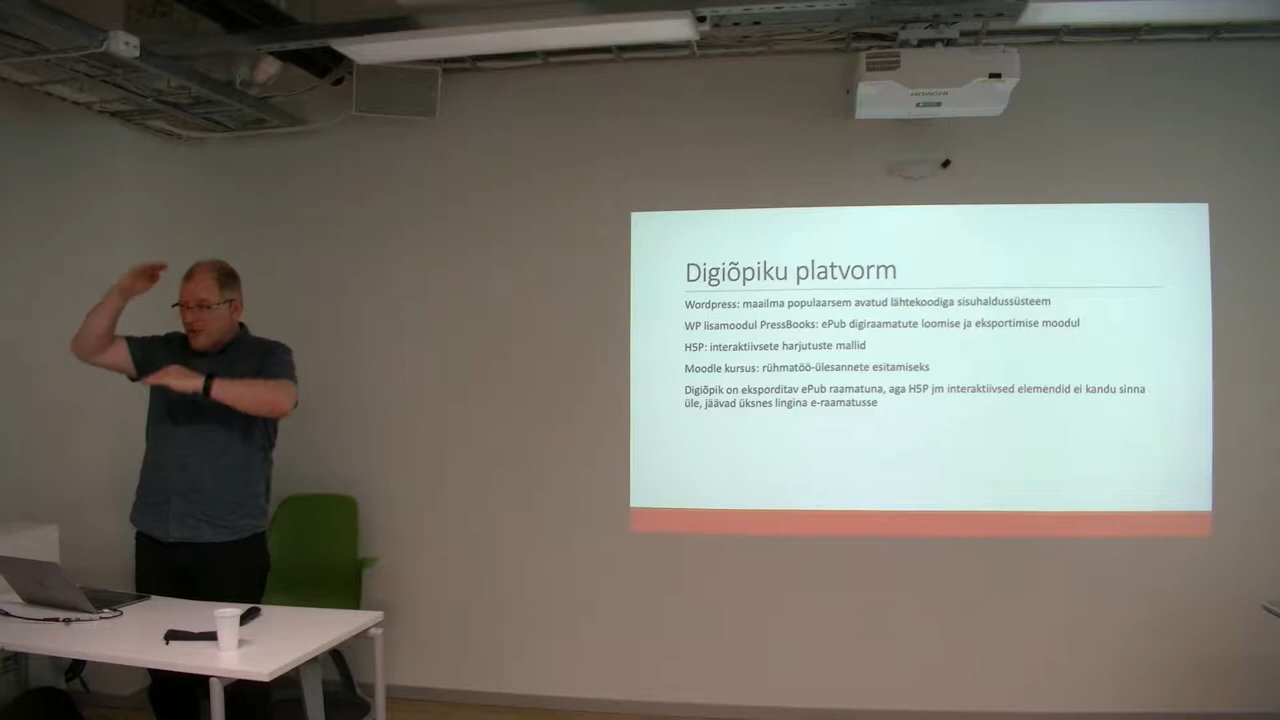 HITACHI
Digiõpiku platvorm
Wordpress: maailma populaarsem avatud lähtekoodiga sisuhaldussüsteem
WP lisamoodul PressBooks: ePub digiraamatute loomise ja eksportimise moodul
H5P: interaktiivsete harjutuste mallid
Moodle kursus: rühmatöö-ülesannete esitamiseks
Digiõpik on eksporditav ePub raamatuna, aga H5P jm interaktiivsed elemendid ei kandu sinna
üle, jäävad üksnes lingina e-raamatusse